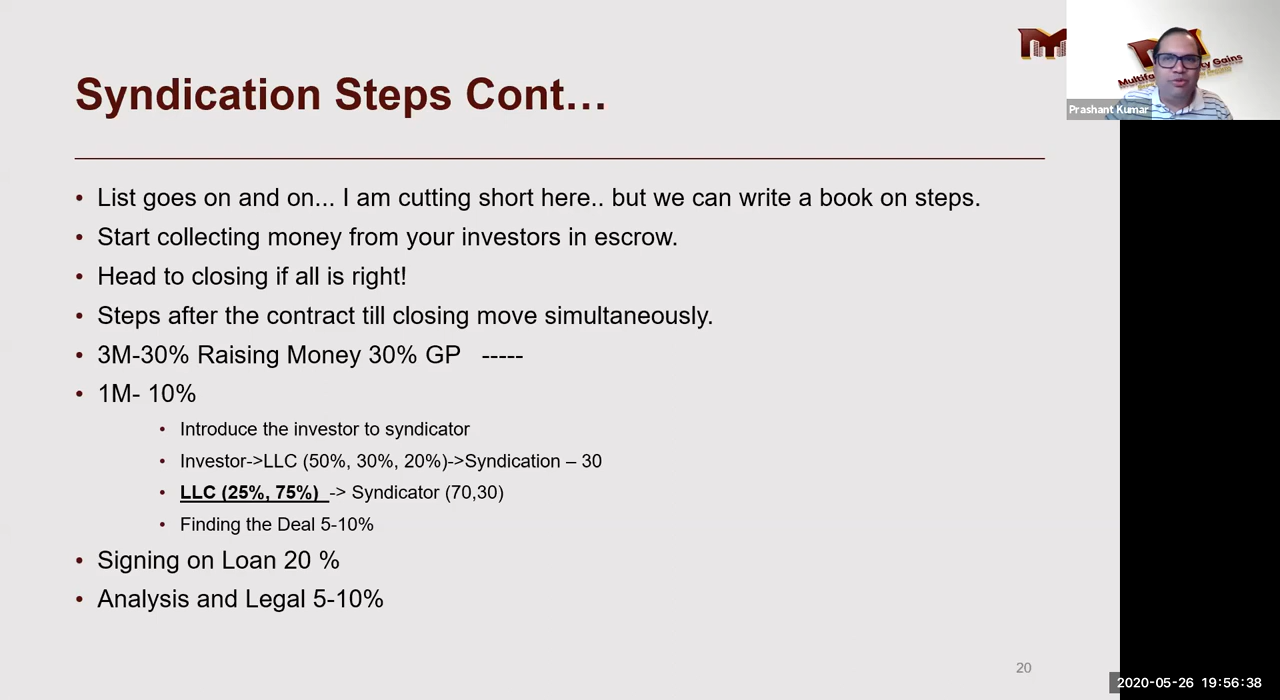 Syndication Steps Cont…
• List goes on and on... I am cutting short here.. but we can write a book on steps.
• Start collecting money from your investors in escrow.
• Head to closing if all is right!
• Steps after the contract till closing move simultaneously.
• 3M-30% Raising Money 30% GP -----
• 1M- 10%
• Introduce the investor to syndicator
• Investor->LLC (50%, 30%, 20%)->Syndication – 30
• LLC (25%, 75%) -> Syndicator (70,30)
• Finding the Deal 5-10%
• Signing on Loan 20 %
• Analysis and Legal 5-10%
20
Prashant Kumar
2020-05-26 19:56:38